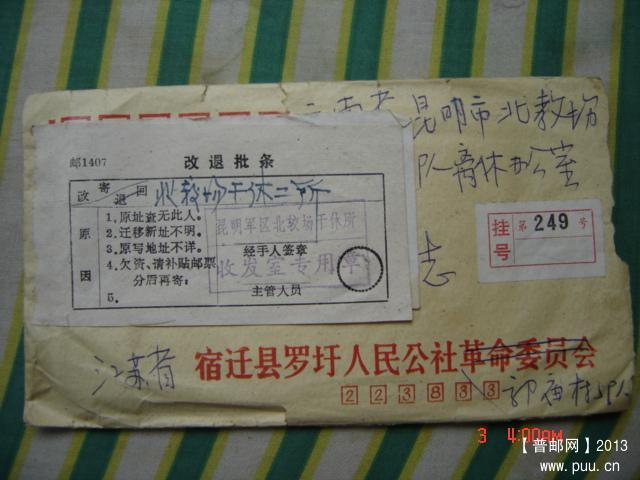 云南省昆明市北教场
队离休办公室
志
挂号 第 249 号
邮1407
改退批条
改寄退回 北教场干休二所
原因
1. 原址查无此人。
2. 迁移新址不明。
3. 原写地址不详。
4. 欠资、请补贴邮票
分后再寄:
5.
昆明军区北较场干休所
收发室专用章
经手人签章
主管人员
江苏省 宿迁县罗圩人民公社革命委员会
223833
3 4:00AM
【普邮网】2013
www.puu.cn